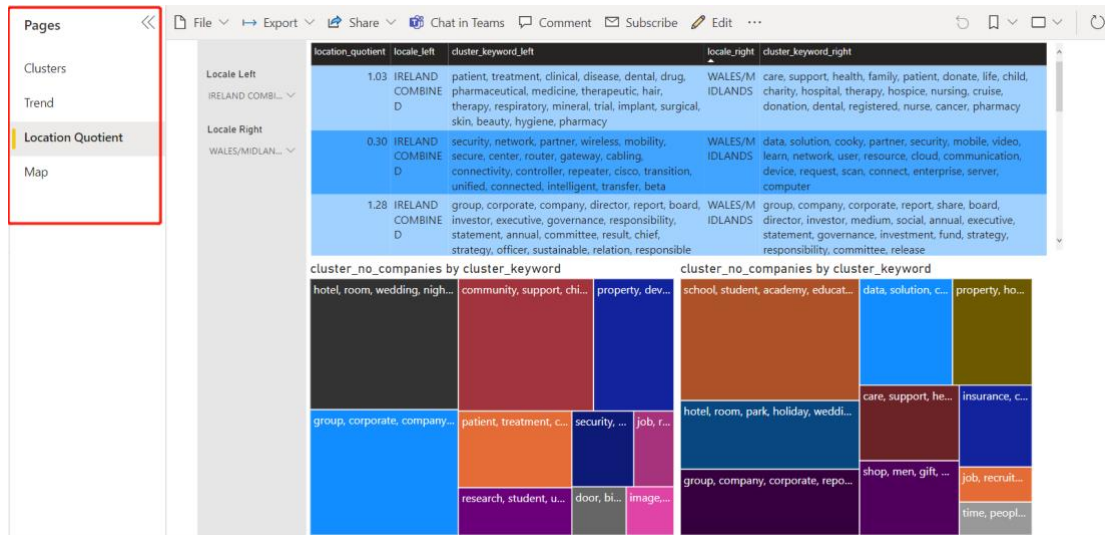 Pages
File Export Share Chat in Teams Comment Subscribe Edit ...
Clusters
Trend
Location Quotient
Map
Locale Left
IRELAND COMBI...
Locale Right
WALES/MIDLAN...
location_quotient locale_left cluster_keyword_left locale_right cluster_keyword_right
1.03 IRELAND patient, treatment, clinical, disease, dental, drug, WALES/M care, support, health, family, patient, donate, life, child,
COMBINE pharmaceutical, medicine, therapeutic, hair, IDLANDS charity, hospital, therapy, hospice, nursing, cruise,
D therapy, respiratory, mineral, trial, implant, surgical, donation, dental, registered, nurse, cancer, pharmacy
skin, beauty, hygiene, pharmacy
0.30 IRELAND security, network, partner, wireless, mobility, WALES/M data, solution, cooky, partner, security, mobile, video,
COMBINE secure, center, router, gateway, cabling, IDLANDS learn, network, user, resource, cloud, communication,
D connectivity, controller, repeater, cisco, transition, device, request, scan, connect, enterprise, server,
unified, connected, intelligent, transfer, beta computer
1.28 IRELAND group, corporate, company, director, report, board, WALES/M group, company, corporate, report, share, board,
COMBINE investor, executive, governance, responsibility, IDLANDS director, investor, medium, social, annual, executive,
D statement, annual, committee, result, chief, statement, governance, investment, fund, strategy,
strategy, officer, sustainable, relation, responsible responsibility, committee, release
cluster_no_companies by cluster_keyword
hotel, room, wedding, nigh... community, support, chi... property, dev...
group, corporate, company... patient, treatment, c... security, ... job, r...
research, student, u... door, bi... image,...
cluster_no_companies by cluster_keyword
school, student, academy, educat... data, solution, c... property, ho...
hotel, room, park, holiday, weddi... care, support, he... insurance, c...
group, company, corporate, repo... shop, men, gift, ... job, recruit...
time, peopl...